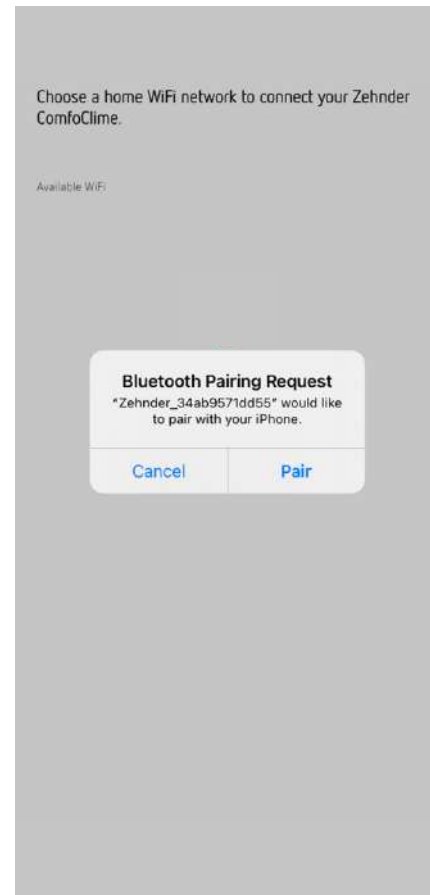 Choose a home WiFi network to connect your Zehnder
ComfoClime.
Available WiFi
Bluetooth Pairing Request
"Zehnder_34ab9571dd55" would like
to pair with your iPhone.
Cancel
Pair